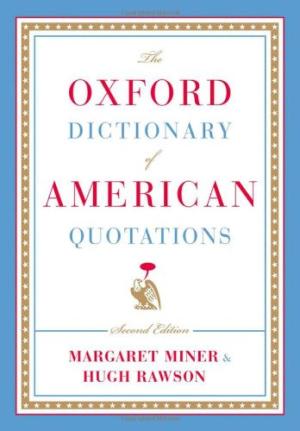 The
OXFORD
DICTIONARY
of
AMERICAN
QUOTATIONS
Second Edition
MARGARET MINER &
HUGH RAWSON